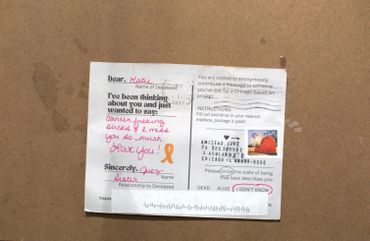 Dear, Katie
Name of Deceased
I've been thinking
about you and just
wanted to say:
Cancer fucking
sucks & I miss
you so much.
Love You!
Sincerely,
Name
Sister
Relationship to Deceased
You are invited to anonymously
contribute a message to someone
you've lost for a Chicago based art
project.
INSTRUCTIONS
Fill out and drop in your nearest
mailbox, postage is paid!
CHICAGO IL
Please circle the state of being
that best describes you:
DEAD ALIVE I DON'T KNOW